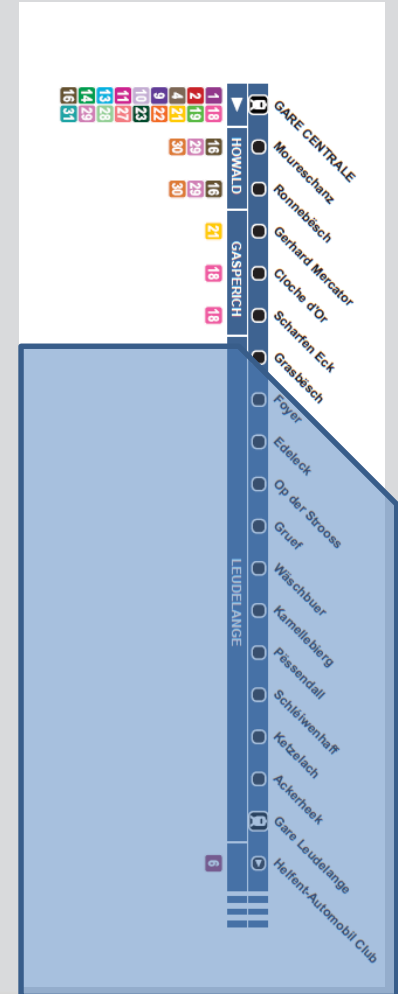 GARE CENTRALE
Moureschanz
Ronnebësch
Gerhard Mercator
Cloche d'Or
Scharfen Eck
Grasbësch
Foyer
Edeleck
Op der Strooss
Gruef
Wäschbuer
Kamellebierg
Pëssendall
Schléiwenhaff
Ketzelach
Ackerheek
Gare Leudelange
Helfent-Automobil Club
HOWALD
GASPERICH
LEUDELANGE
1 18
2 19
4 21
9 22
10 23
11 27
13 28
14 29
16 31
16
29
30
16
29
30
21
18
18
6